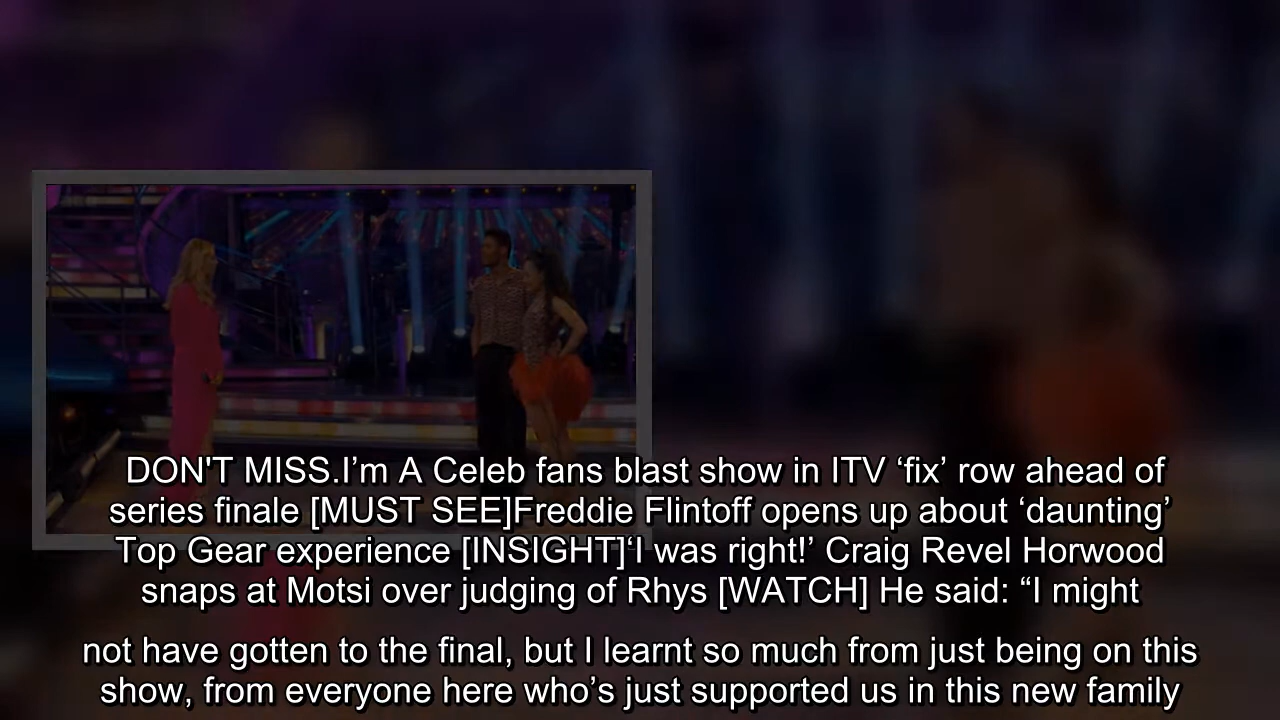 DON'T MISS.I’m A Celeb fans blast show in ITV ‘fix’ row ahead of
series finale [MUST SEE]Freddie Flintoff opens up about ‘daunting’
Top Gear experience [INSIGHT]‘I was right!’ Craig Revel Horwood
snaps at Motsi over judging of Rhys [WATCH] He said: “I might
not have gotten to the final, but I learnt so much from just being on this
show, from everyone here who’s just supported us in this new family